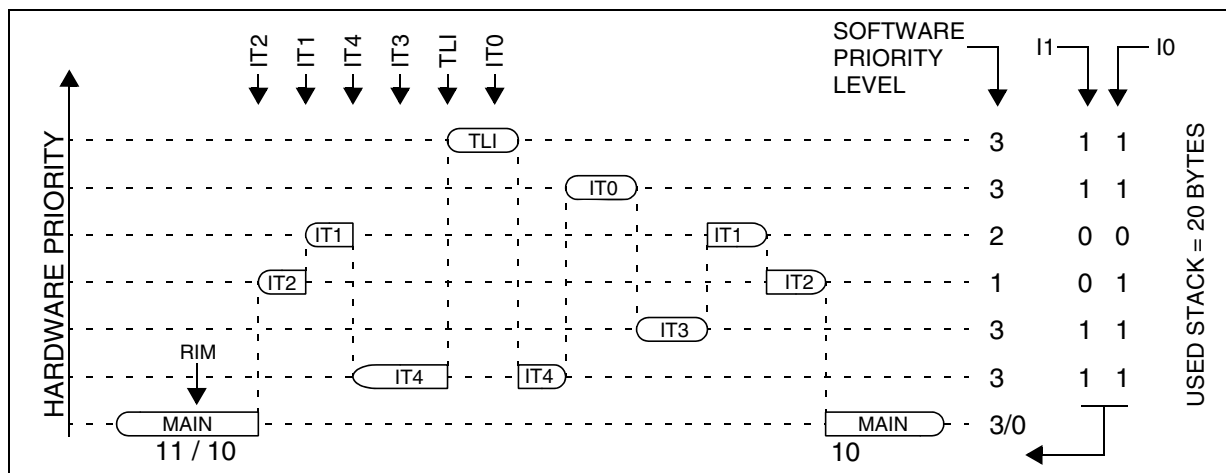 IT2
IT1
IT4
IT3
TLI
IT0
SOFTWARE
PRIORITY
LEVEL
I1
I0
HARDWARE PRIORITY
TLI
3
1 1
IT0
3
1 1
IT1
IT1
2
0 0
IT2
IT2
1
0 1
IT3
3
1 1
RIM
IT4
IT4
3
1 1
MAIN
MAIN
3/0
11 / 10
10
USED STACK = 20 BYTES